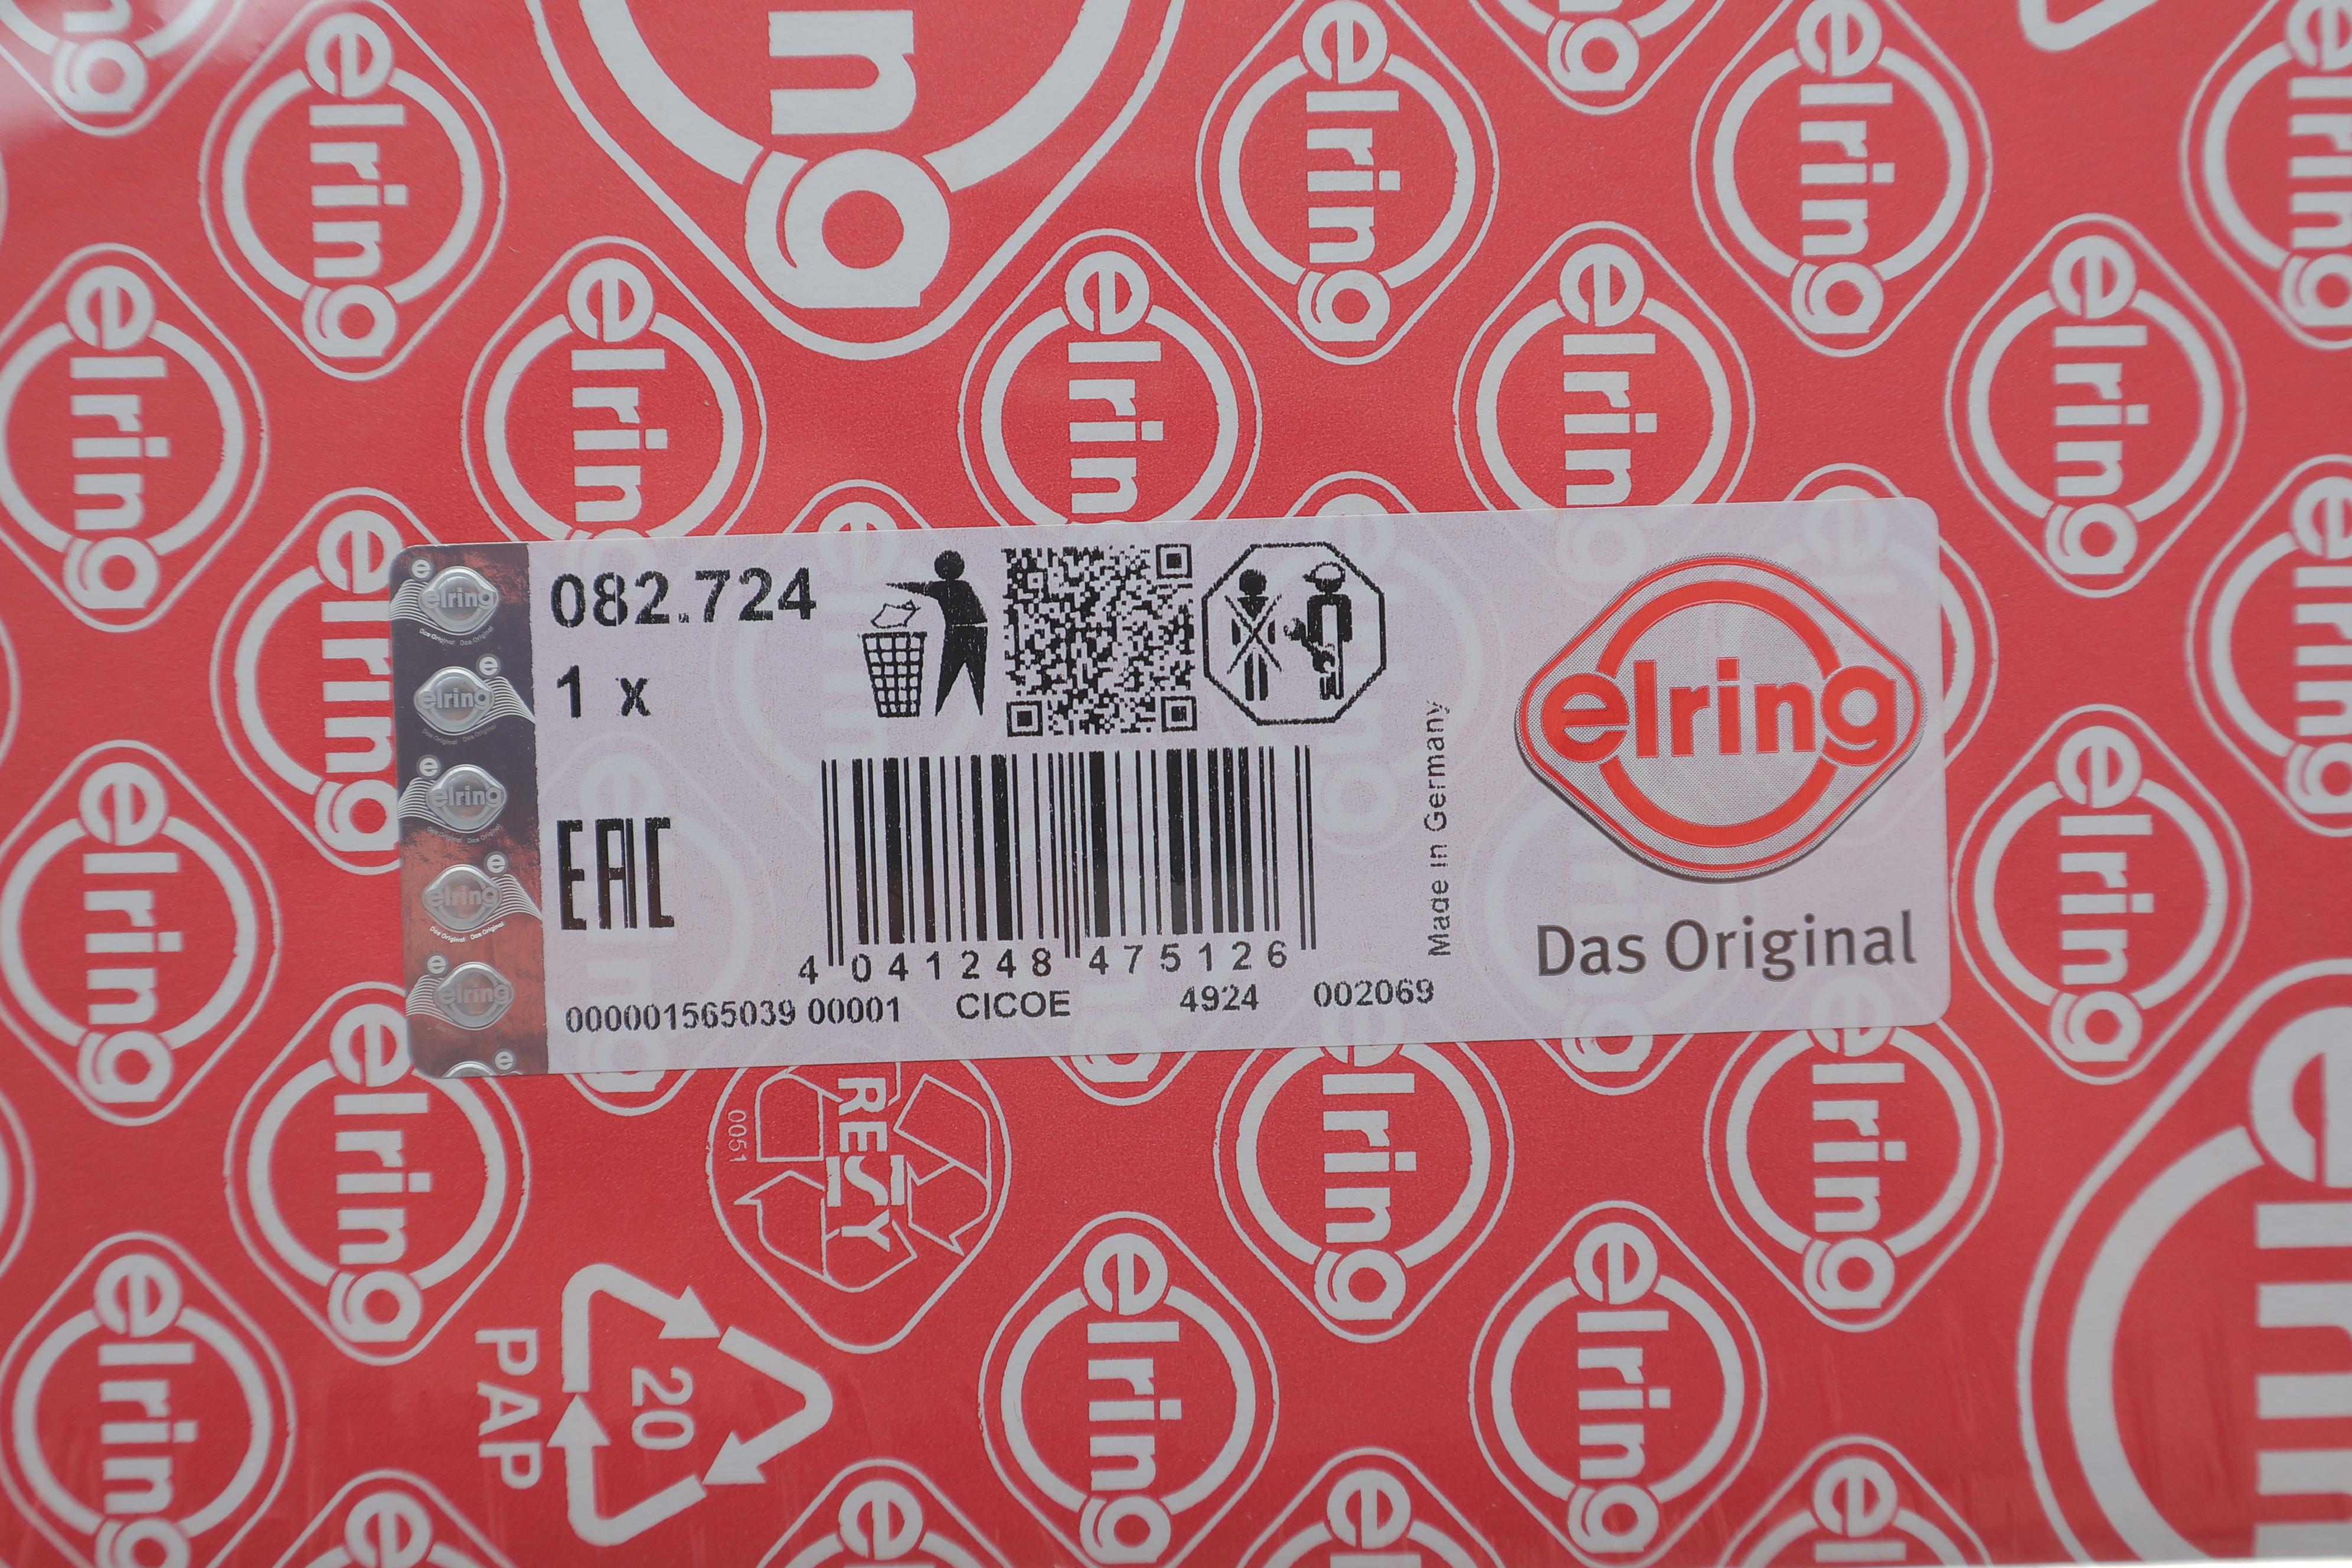 082.724
1 x
EAC
4 041248 475126
000001565039 00001 CICOE 4924 002069
Made in Germany
elring
Das Original
RESY
0051
20
PAP